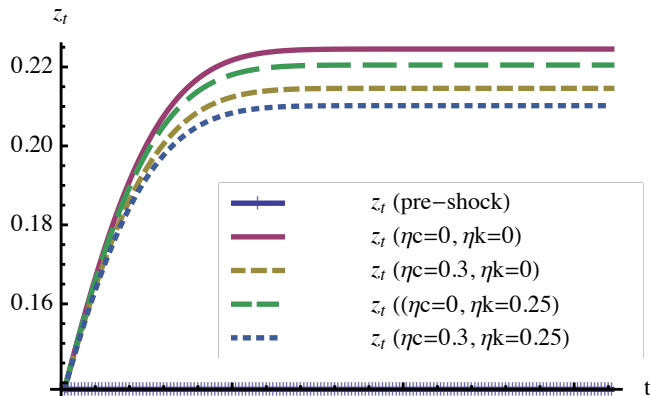 z_t
0.22
0.20
0.18
0.16
z_t (pre−shock)
z_t (ηc=0, ηk=0)
z_t (ηc=0.3, ηk=0)
z_t ((ηc=0, ηk=0.25)
z_t (ηc=0.3, ηk=0.25)
t